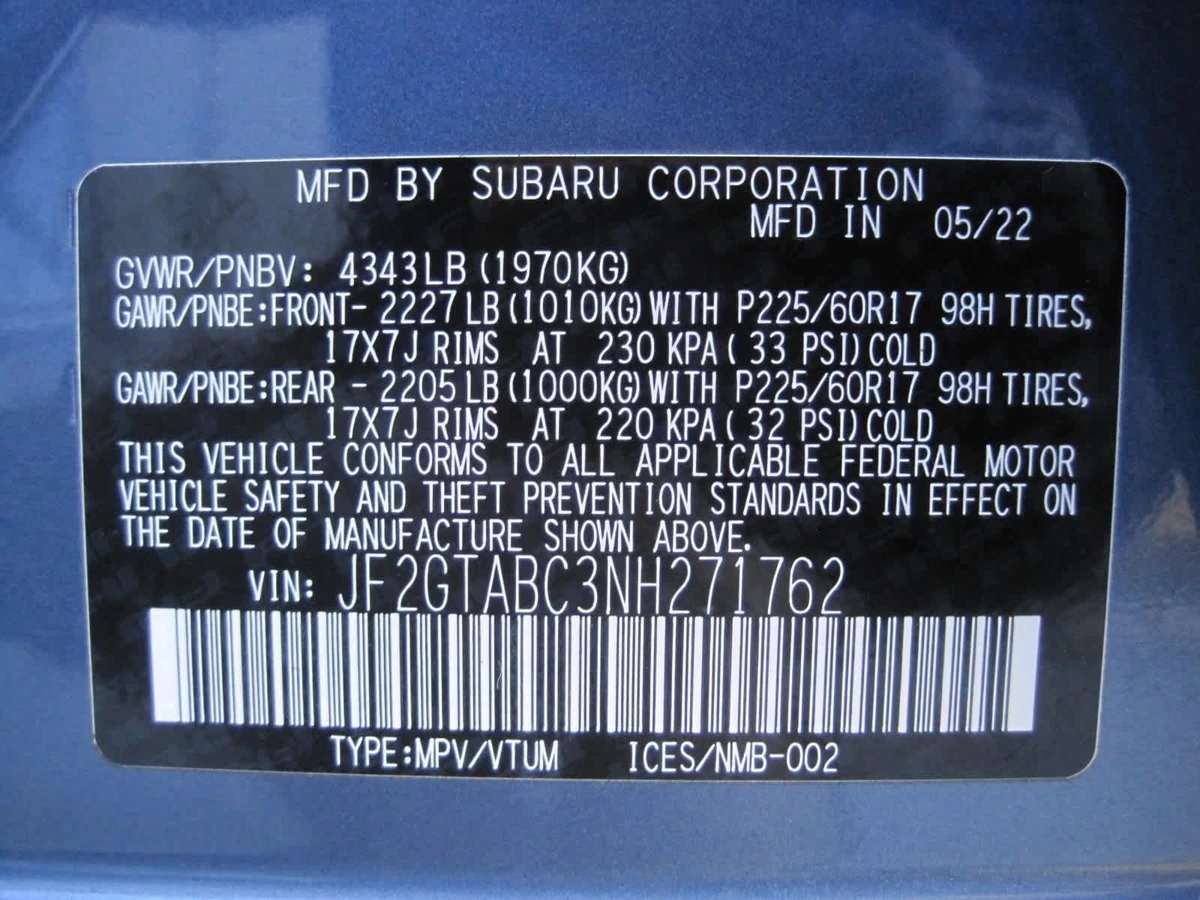 MFD BY SUBARU CORPORATION
MFD IN 05/22
GVWR/PNBV: 4343LB (1970KG)
GAWR/PNBE:FRONT- 2227LB (1010KG) WITH P225/60R17 98H TIRES,
17X7J RIMS AT 230 KPA ( 33 PSI) COLD
GAWR/PNBE:REAR - 2205LB (1000KG) WITH P225/60R17 98H TIRES,
17X7J RIMS AT 220 KPA ( 32 PSI) COLD
THIS VEHICLE CONFORMS TO ALL APPLICABLE FEDERAL MOTOR
VEHICLE SAFETY AND THEFT PREVENTION STANDARDS IN EFFECT ON
THE DATE OF MANUFACTURE SHOWN ABOVE.
VIN: JF2GTABC3NH271762
TYPE:MPV/VTUM ICES/NMB-002